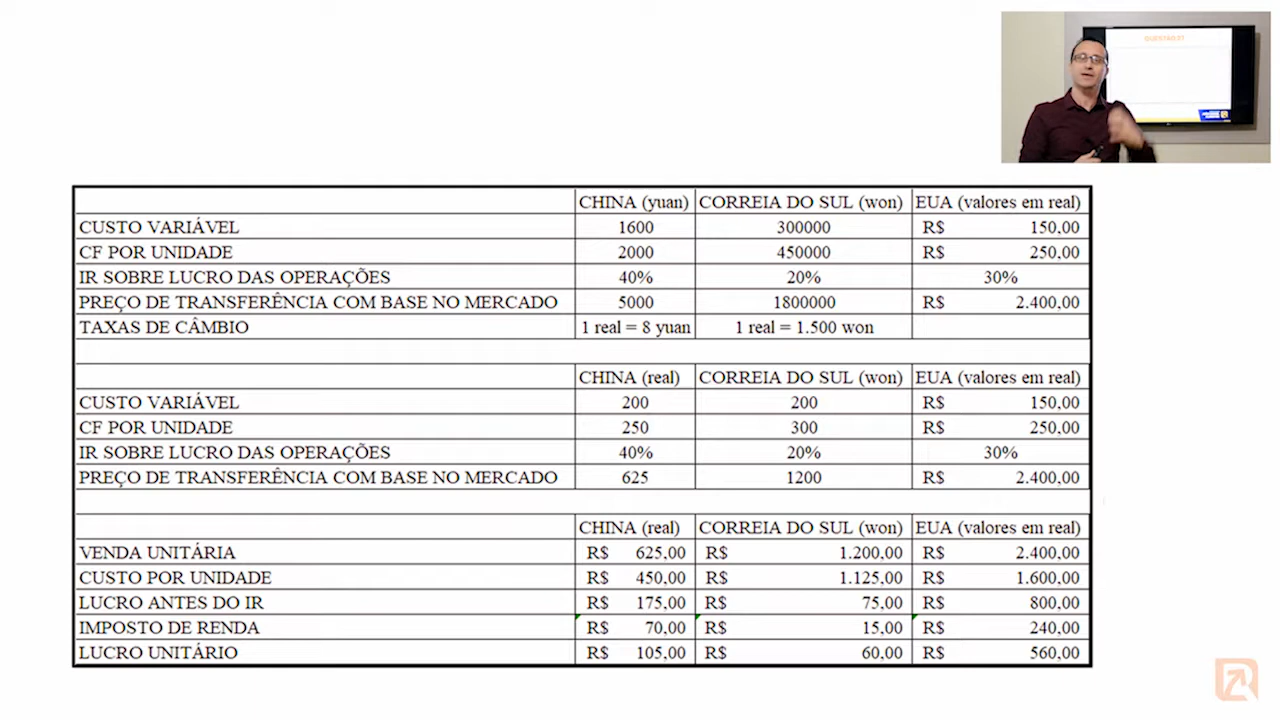 QUESTÃO 27
CHINA (yuan) CORREIA DO SUL (won) EUA (valores em real)
CUSTO VARIÁVEL 1600 300000 R$ 150,00
CF POR UNIDADE 2000 450000 R$ 250,00
IR SOBRE LUCRO DAS OPERAÇÕES 40% 20% 30%
PREÇO DE TRANSFERÊNCIA COM BASE NO MERCADO 5000 1800000 R$ 2.400,00
TAXAS DE CÂMBIO 1 real = 8 yuan 1 real = 1.500 won
CHINA (real) CORREIA DO SUL (won) EUA (valores em real)
CUSTO VARIÁVEL 200 200 R$ 150,00
CF POR UNIDADE 250 300 R$ 250,00
IR SOBRE LUCRO DAS OPERAÇÕES 40% 20% 30%
PREÇO DE TRANSFERÊNCIA COM BASE NO MERCADO 625 1200 R$ 2.400,00
CHINA (real) CORREIA DO SUL (won) EUA (valores em real)
VENDA UNITÁRIA R$ 625,00 R$ 1.200,00 R$ 2.400,00
CUSTO POR UNIDADE R$ 450,00 R$ 1.125,00 R$ 1.600,00
LUCRO ANTES DO IR R$ 175,00 R$ 75,00 R$ 800,00
IMPOSTO DE RENDA R$ 70,00 R$ 15,00 R$ 240,00
LUCRO UNITÁRIO R$ 105,00 R$ 60,00 R$ 560,00